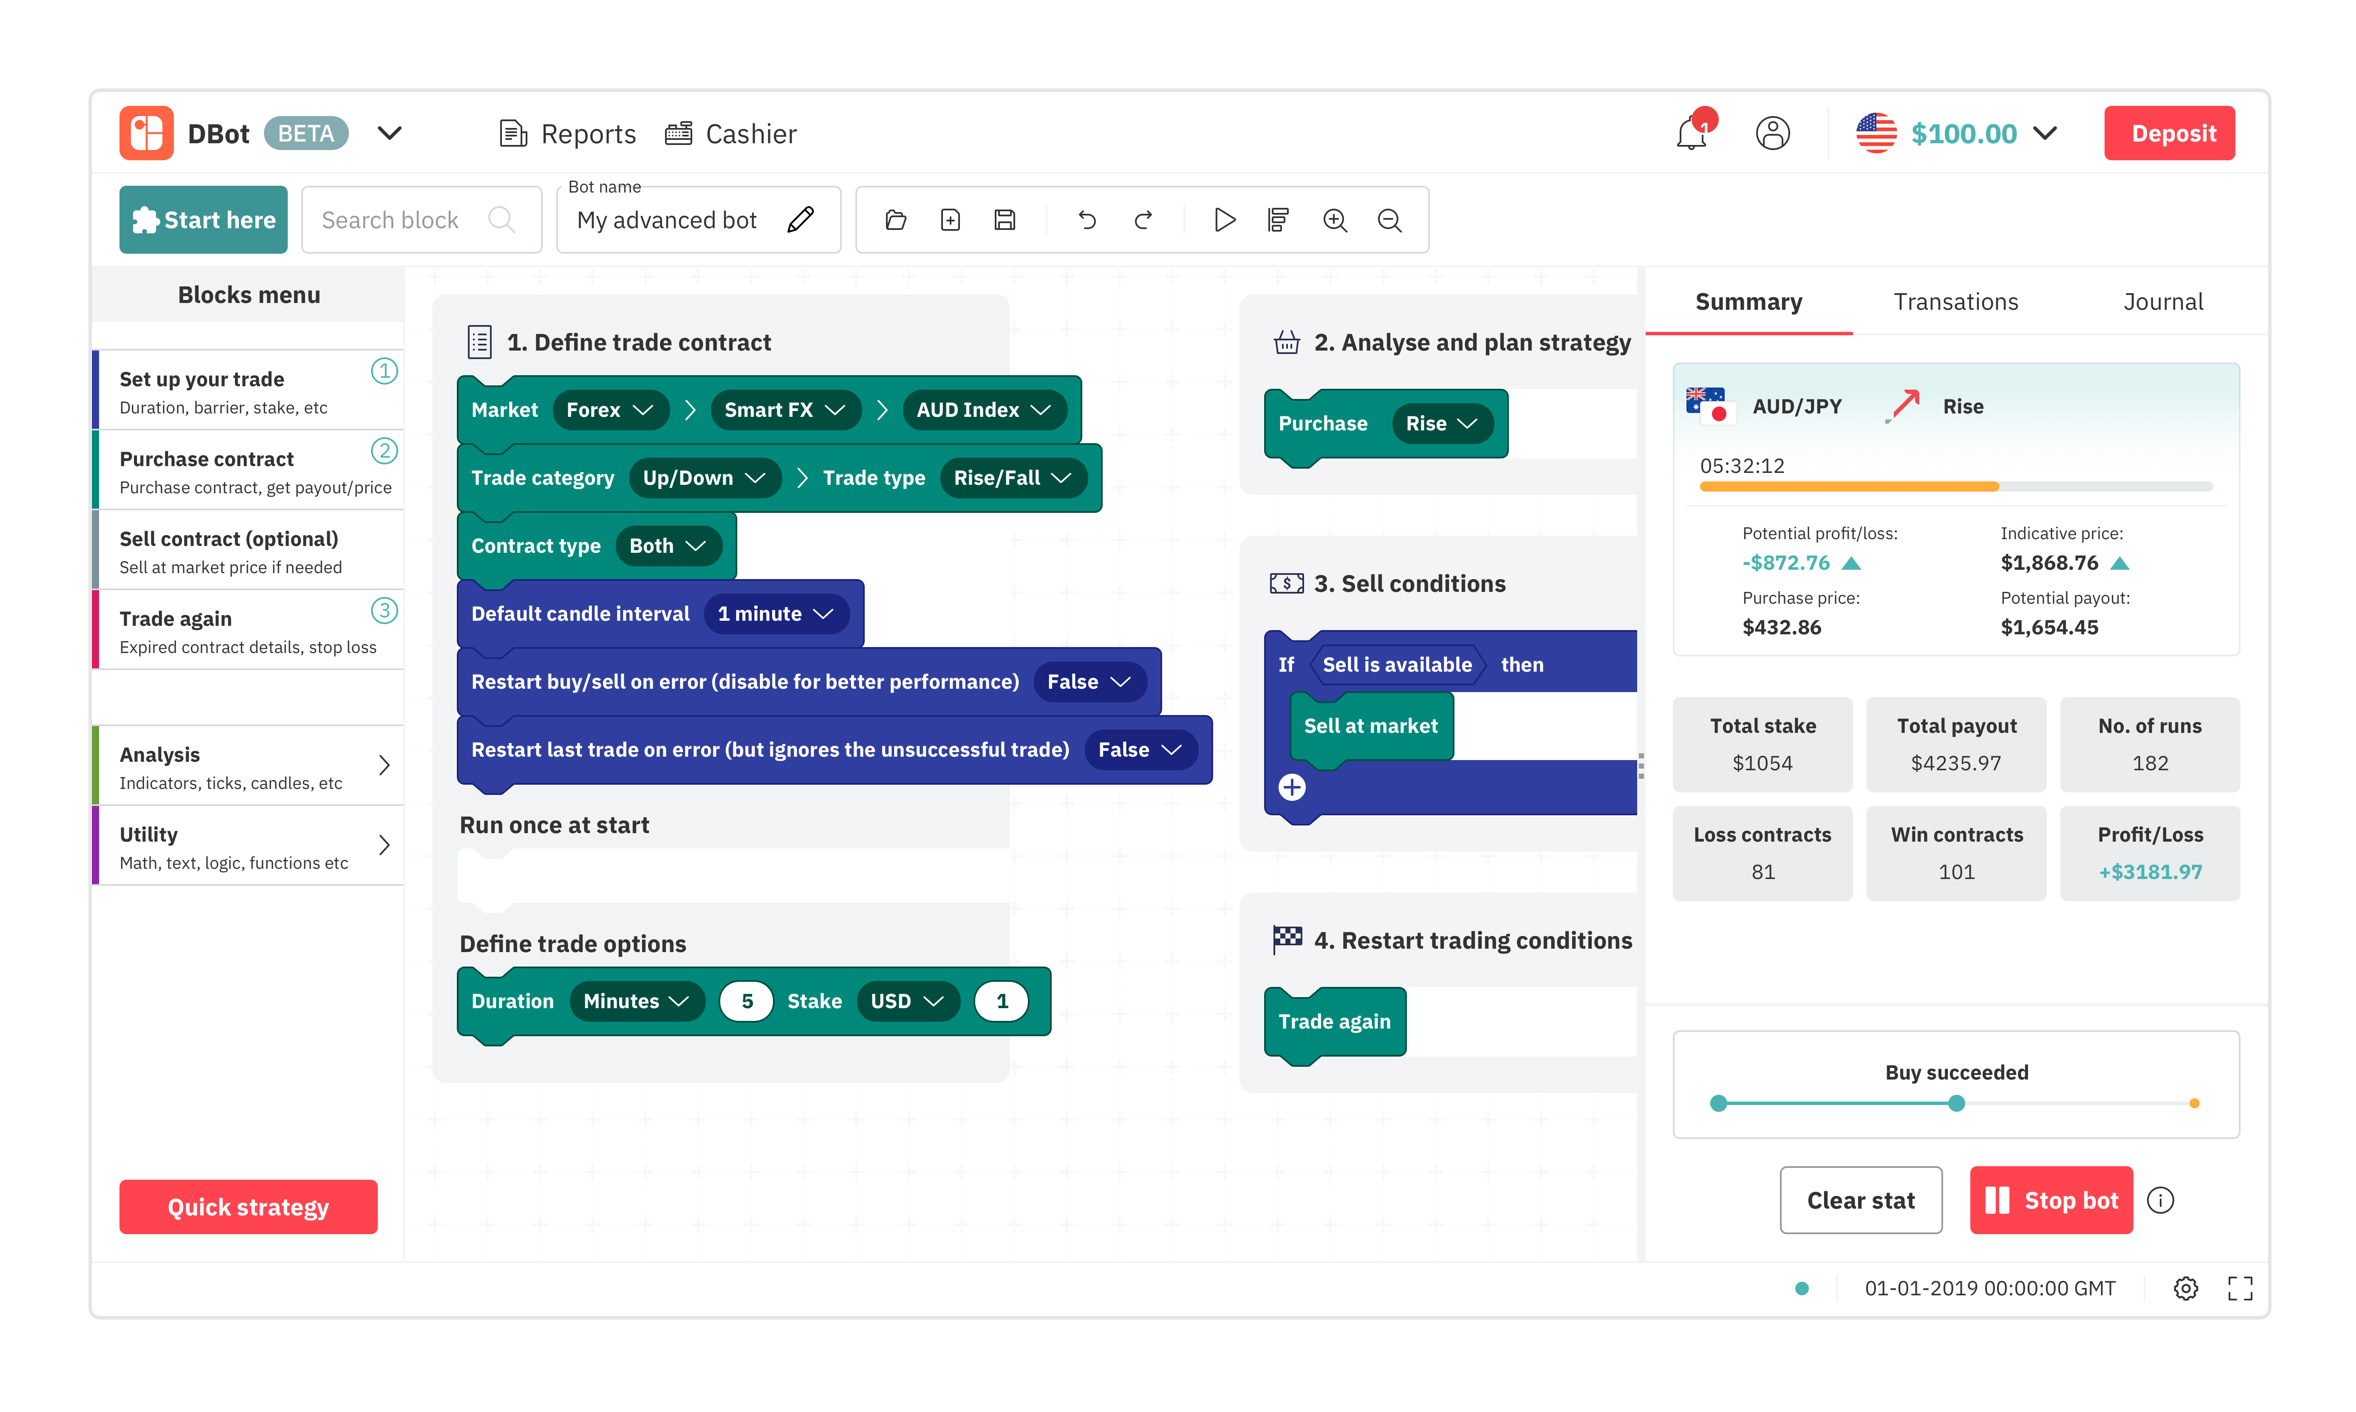 DBot BETA
Reports
Cashier
1
$100.00
Deposit
Start here
Search block
Bot name
My advanced bot
Blocks menu
Set up your trade
1
Duration, barrier, stake, etc
Purchase contract
2
Purchase contract, get payout/price
Sell contract (optional)
Sell at market price if needed
Trade again
3
Expired contract details, stop loss
Analysis
Indicators, ticks, candles, etc
Utility
Math, text, logic, functions etc
Quick strategy
1. Define trade contract
Market Forex Smart FX AUD Index
Trade category Up/Down Trade type Rise/Fall
Contract type Both
Default candle interval 1 minute
Restart buy/sell on error (disable for better performance) False
Restart last trade on error (but ignores the unsuccessful trade) False
Run once at start
Define trade options
Duration Minutes 5 Stake USD 1
2. Analyse and plan strategy
Purchase Rise
3. Sell conditions
$
If Sell is available then
Sell at market
4. Restart trading conditions
Trade again
Summary
Transations
Journal
AUD/JPY
Rise
05:32:12
Potential profit/loss:
-$872.76
Indicative price:
$1,868.76
Purchase price:
$432.86
Potential payout:
$1,654.45
Total stake
$1054
Total payout
$4235.97
No. of runs
182
Loss contracts
81
Win contracts
101
Profit/Loss
+$3181.97
Buy succeeded
Clear stat
Stop bot
01-01-2019 00:00:00 GMT